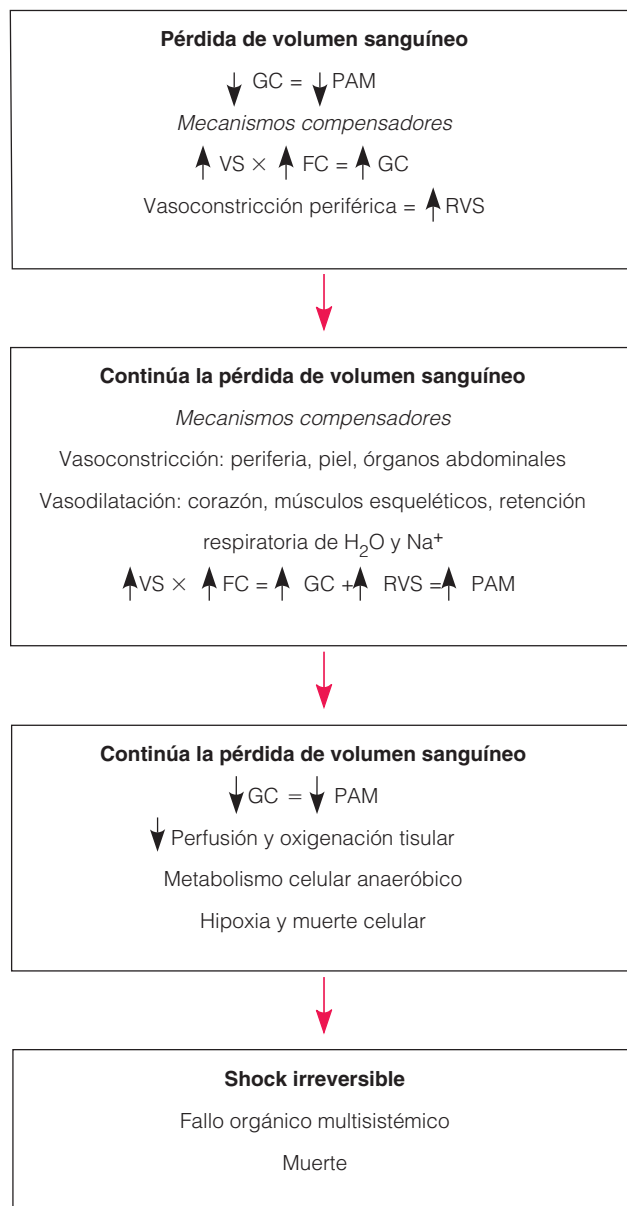 Pérdida de volumen sanguíneo
↓ GC = ↓ PAM
Mecanismos compensadores
↑ VS × ↑ FC = ↑ GC
Vasoconstricción periférica = ↑ RVS
Continúa la pérdida de volumen sanguíneo
Mecanismos compensadores
Vasoconstricción: periferia, piel, órganos abdominales
Vasodilatación: corazón, músculos esqueléticos, retención
respiratoria de H₂O y Na⁺
↑VS × ↑ FC = ↑ GC +↑ RVS =↑ PAM
Continúa la pérdida de volumen sanguíneo
↓GC = ↓ PAM
↓ Perfusión y oxigenación tisular
Metabolismo celular anaeróbico
Hipoxia y muerte celular
Shock irreversible
Fallo orgánico multisistémico
Muerte